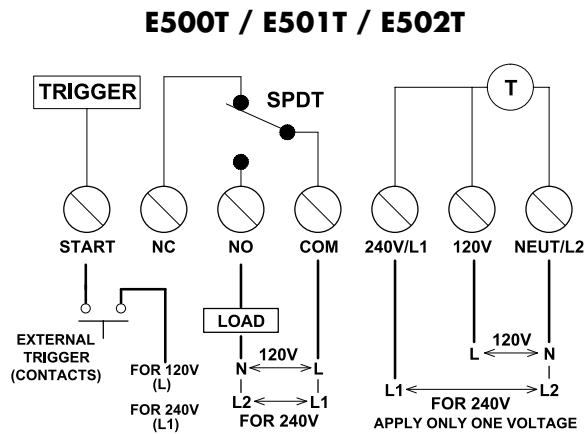 E500T / E501T / E502T
TRIGGER
SPDT
T
START NC NO COM 240V/L1 120V NEUT/L2
EXTERNAL
TRIGGER
(CONTACTS)
FOR 120V
(L)
FOR 240V
(L1)
LOAD
N 120V L
L2 L1
FOR 240V
L 120V N
L1 L2
FOR 240V
APPLY ONLY ONE VOLTAGE